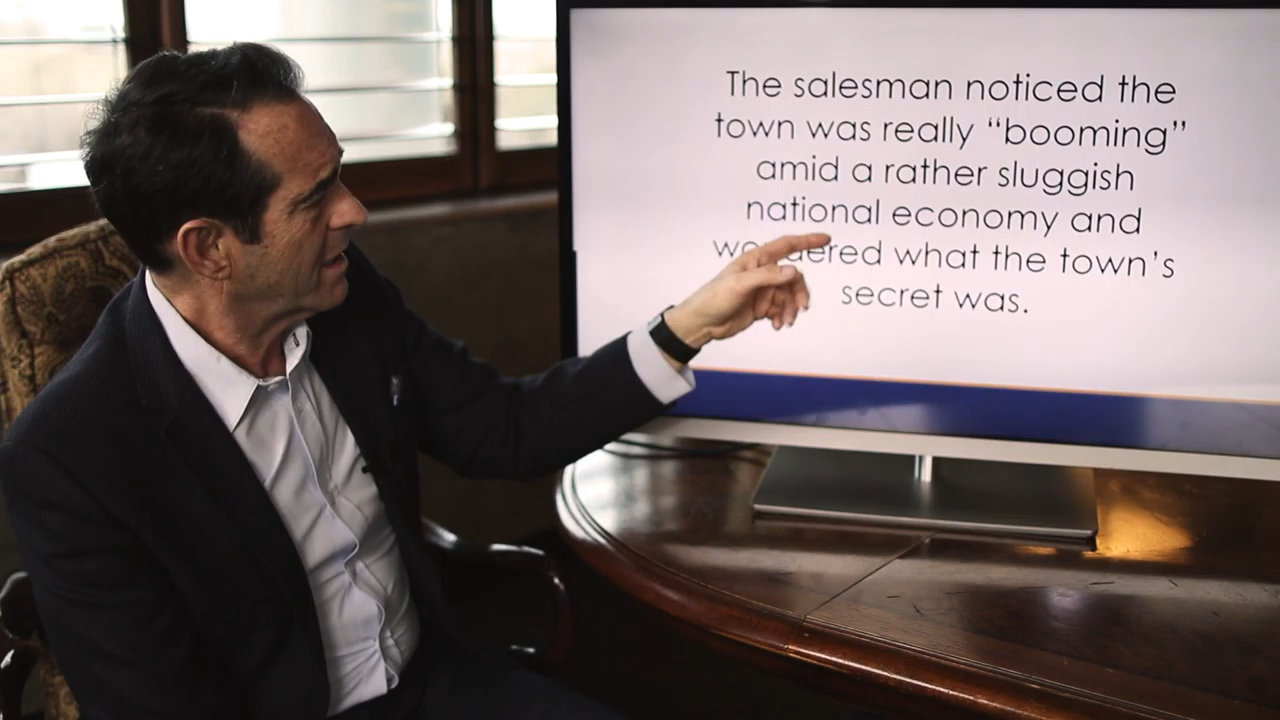 The salesman noticed the
town was really “booming”
amid a rather sluggish
national economy and
wondered what the town’s
secret was.